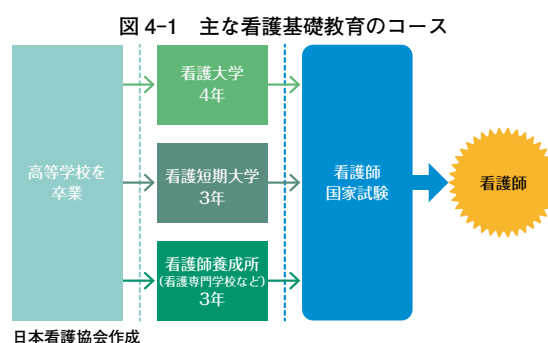 図 4-1　主な看護基礎教育のコース
看護大学
4年
高等学校を
卒業
看護短期大学
3年
看護師養成所
(看護専門学校など)
3年
看護師
国家試験
看護師
日本看護協会作成